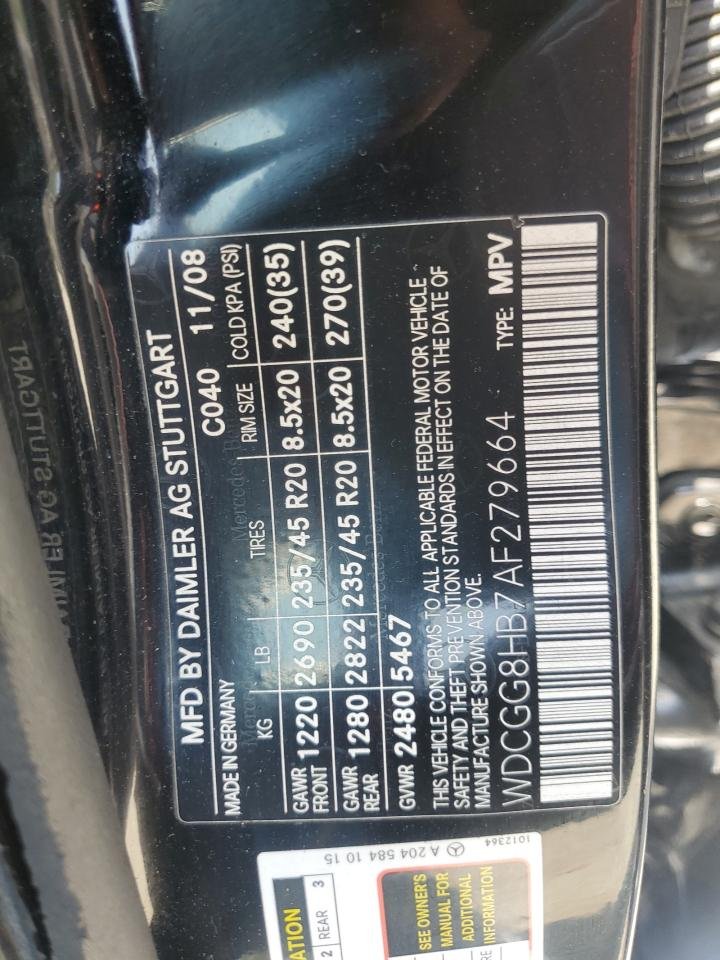 MFD BY DAIMLER AG STUTTGART
MADE IN GERMANY C040 11/08
KG LB TIRES RIM SIZE COLD KPA (PSI)
GAWR FRONT 1220 2690 235/45 R20 8.5x20 240(35)
GAWR REAR 1280 2822 235/45 R20 8.5x20 270(39)
GVWR 2480 5467
THIS VEHICLE CONFORMS TO ALL APPLICABLE FEDERAL MOTOR VEHICLE
SAFETY AND THEFT PREVENTION STANDARDS IN EFFECT ON THE DATE OF
MANUFACTURE SHOWN ABOVE.
WDCGG8HB7AF279664 TYPE: MPV
1012364
A 204 584 10 15
2 REAR 3
SEE OWNER'S
MANUAL FOR
ADDITIONAL
INFORMATION